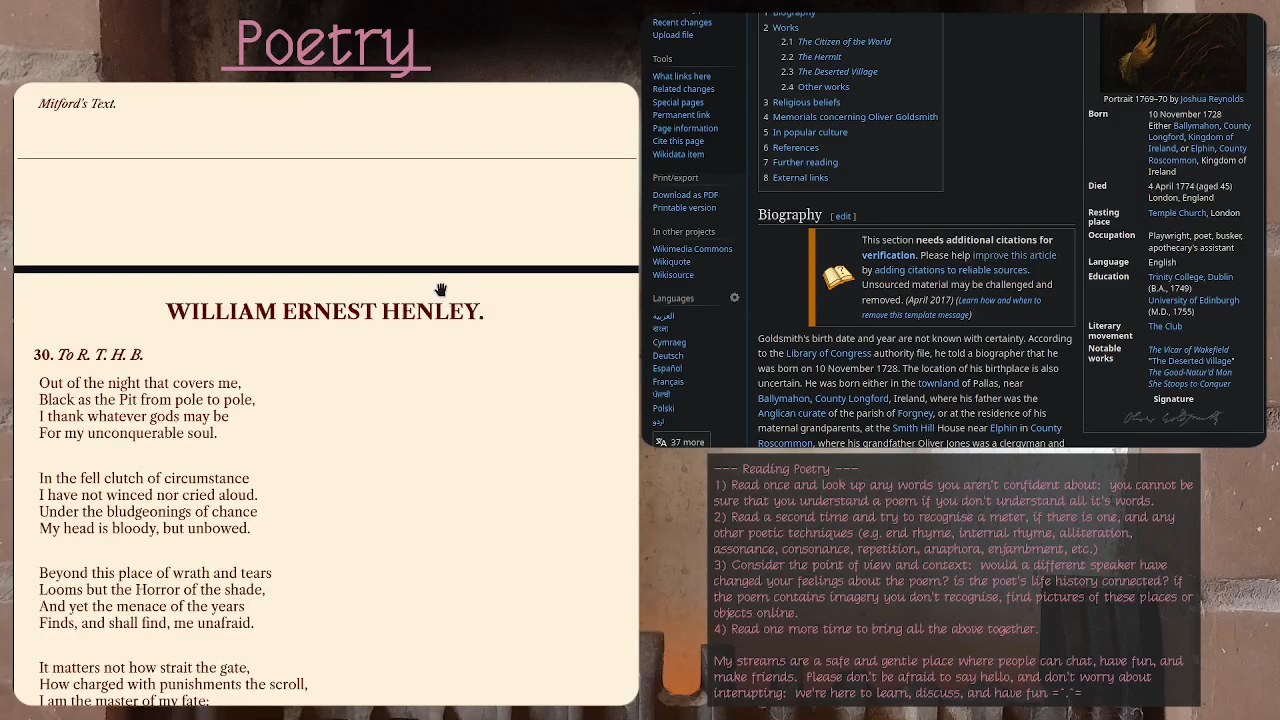 Poetry
Mitford's Text.
WILLIAM ERNEST HENLEY.
30. To R. T. H. B.
Out of the night that covers me,
Black as the Pit from pole to pole,
I thank whatever gods may be
For my unconquerable soul.
In the fell clutch of circumstance
I have not winced nor cried aloud.
Under the bludgeonings of chance
My head is bloody, but unbowed.
Beyond this place of wrath and tears
Looms but the Horror of the shade,
And yet the menace of the years
Finds, and shall find, me unafraid.
It matters not how strait the gate,
How charged with punishments the scroll,
I am the master of my fate:
Recent changes
Upload file
Tools
What links here
Related changes
Special pages
Permanent link
Page information
Cite this page
Wikidata item
Print/export
Download as PDF
Printable version
In other projects
Wikimedia Commons
Wikiquote
Wikisource
Languages
العربية
বাংলা
Cymraeg
Deutsch
Español
Français
ਪੰਜਾਬੀ
Polski
اردو
37 more
1 Biography
2 Works
2.1 The Citizen of the World
2.2 The Hermit
2.3 The Deserted Village
2.4 Other works
3 Religious beliefs
4 Memorials concerning Oliver Goldsmith
5 In popular culture
6 References
7 Further reading
8 External links
Biography [ edit ]
This section needs additional citations for
verification. Please help improve this article
by adding citations to reliable sources.
Unsourced material may be challenged and
removed. (April 2017) (Learn how and when to
remove this template message)
Goldsmith's birth date and year are not known with certainty. According
to the Library of Congress authority file, he told a biographer that he
was born on 10 November 1728. The location of his birthplace is also
uncertain. He was born either in the townland of Pallas, near
Ballymahon, County Longford, Ireland, where his father was the
Anglican curate of the parish of Forgney, or at the residence of his
maternal grandparents, at the Smith Hill House near Elphin in County
Roscommon, where his grandfather Oliver Jones was a clergyman and
Portrait 1769–70 by Joshua Reynolds
Born 10 November 1728
Either Ballymahon, County
Longford, Kingdom of
Ireland, or Elphin, County
Roscommon, Kingdom of
Ireland
Died 4 April 1774 (aged 45)
London, England
Resting place Temple Church, London
Occupation Playwright, poet, busker,
apothecary's assistant
Language English
Education Trinity College, Dublin
(B.A., 1749)
University of Edinburgh
(M.D., 1755)
Literary movement The Club
Notable works The Vicar of Wakefield
"The Deserted Village"
The Good-Natur'd Man
She Stoops to Conquer
Signature
Oliver Goldsmith
--- Reading Poetry ---
1) Read once and look up any words you aren't confident about: you cannot be
sure that you understand a poem if you don't understand all it's words.
2) Read a second time and try to recognise a meter, if there is one, and any
other poetic techniques (e.g. end rhyme, internal rhyme, alliteration,
assonance, consonance, repetition, anaphora, enjambment, etc.)
3) Consider the point of view and context: would a different speaker have
changed your feelings about the poem? is the poet's life history connected? if
the poem contains imagery you don't recognise, find pictures of these places or
objects online.
4) Read one more time to bring all the above together.
My streams are a safe and gentle place where people can chat, have fun, and
make friends. Please don't be afraid to say hello, and don't worry about
interupting: we're here to learn, discuss, and have fun =^.^=